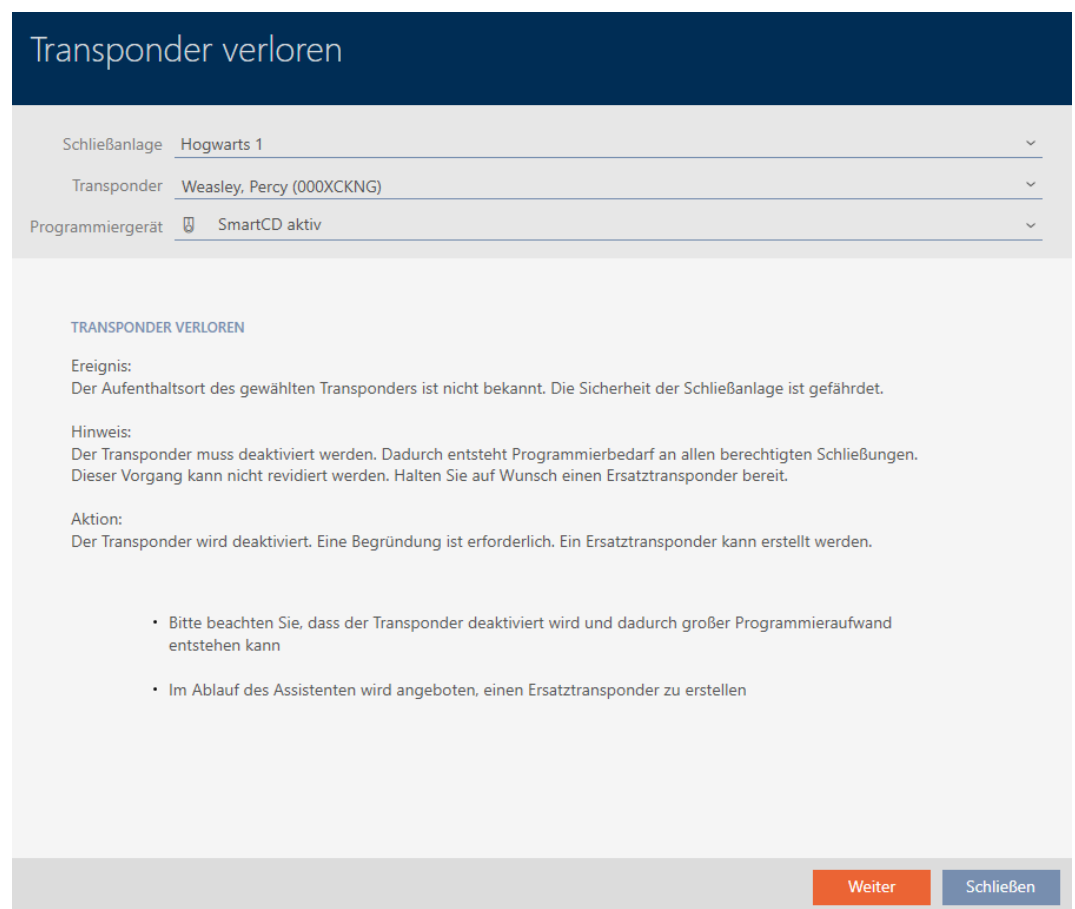 Transponder verloren
Schließanlage Hogwarts 1
Transponder Weasley, Percy (000XCKNG)
Programmiergerät SmartCD aktiv
TRANSPONDER VERLOREN
Ereignis:
Der Aufenthaltsort des gewählten Transponders ist nicht bekannt. Die Sicherheit der Schließanlage ist gefährdet.
Hinweis:
Der Transponder muss deaktiviert werden. Dadurch entsteht Programmierbedarf an allen berechtigten Schließungen.
Dieser Vorgang kann nicht revidiert werden. Halten Sie auf Wunsch einen Ersatztransponder bereit.
Aktion:
Der Transponder wird deaktiviert. Eine Begründung ist erforderlich. Ein Ersatztransponder kann erstellt werden.
• Bitte beachten Sie, dass der Transponder deaktiviert wird und dadurch großer Programmieraufwand
entstehen kann
• Im Ablauf des Assistenten wird angeboten, einen Ersatztransponder zu erstellen
Weiter Schließen